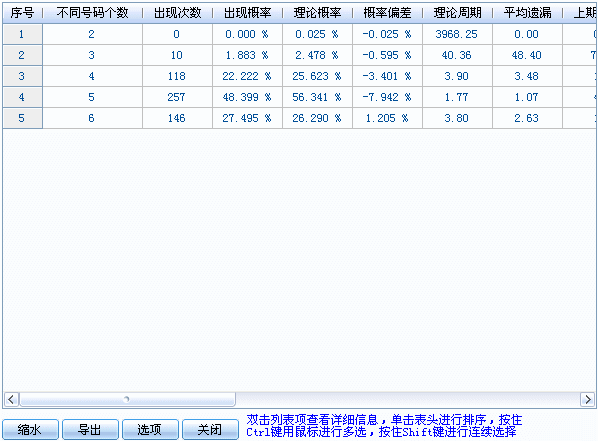 序号 不同号码个数 出现次数 出现概率 理论概率 概率偏差 理论周期 平均遗漏 上期
1 2 0 0.000 % 0.025 % -0.025 % 3968.25 0.00
2 3 10 1.883 % 2.478 % -0.595 % 40.36 48.40
3 4 118 22.222 % 25.623 % -3.401 % 3.90 3.48
4 5 257 48.399 % 56.341 % -7.942 % 1.77 1.07
5 6 146 27.495 % 26.290 % 1.205 % 3.80 2.63
缩水 导出 选项 关闭
双击列表项查看详细信息，单击表头进行排序，按住
Ctrl键用鼠标进行多选，按住Shift键进行连续选择